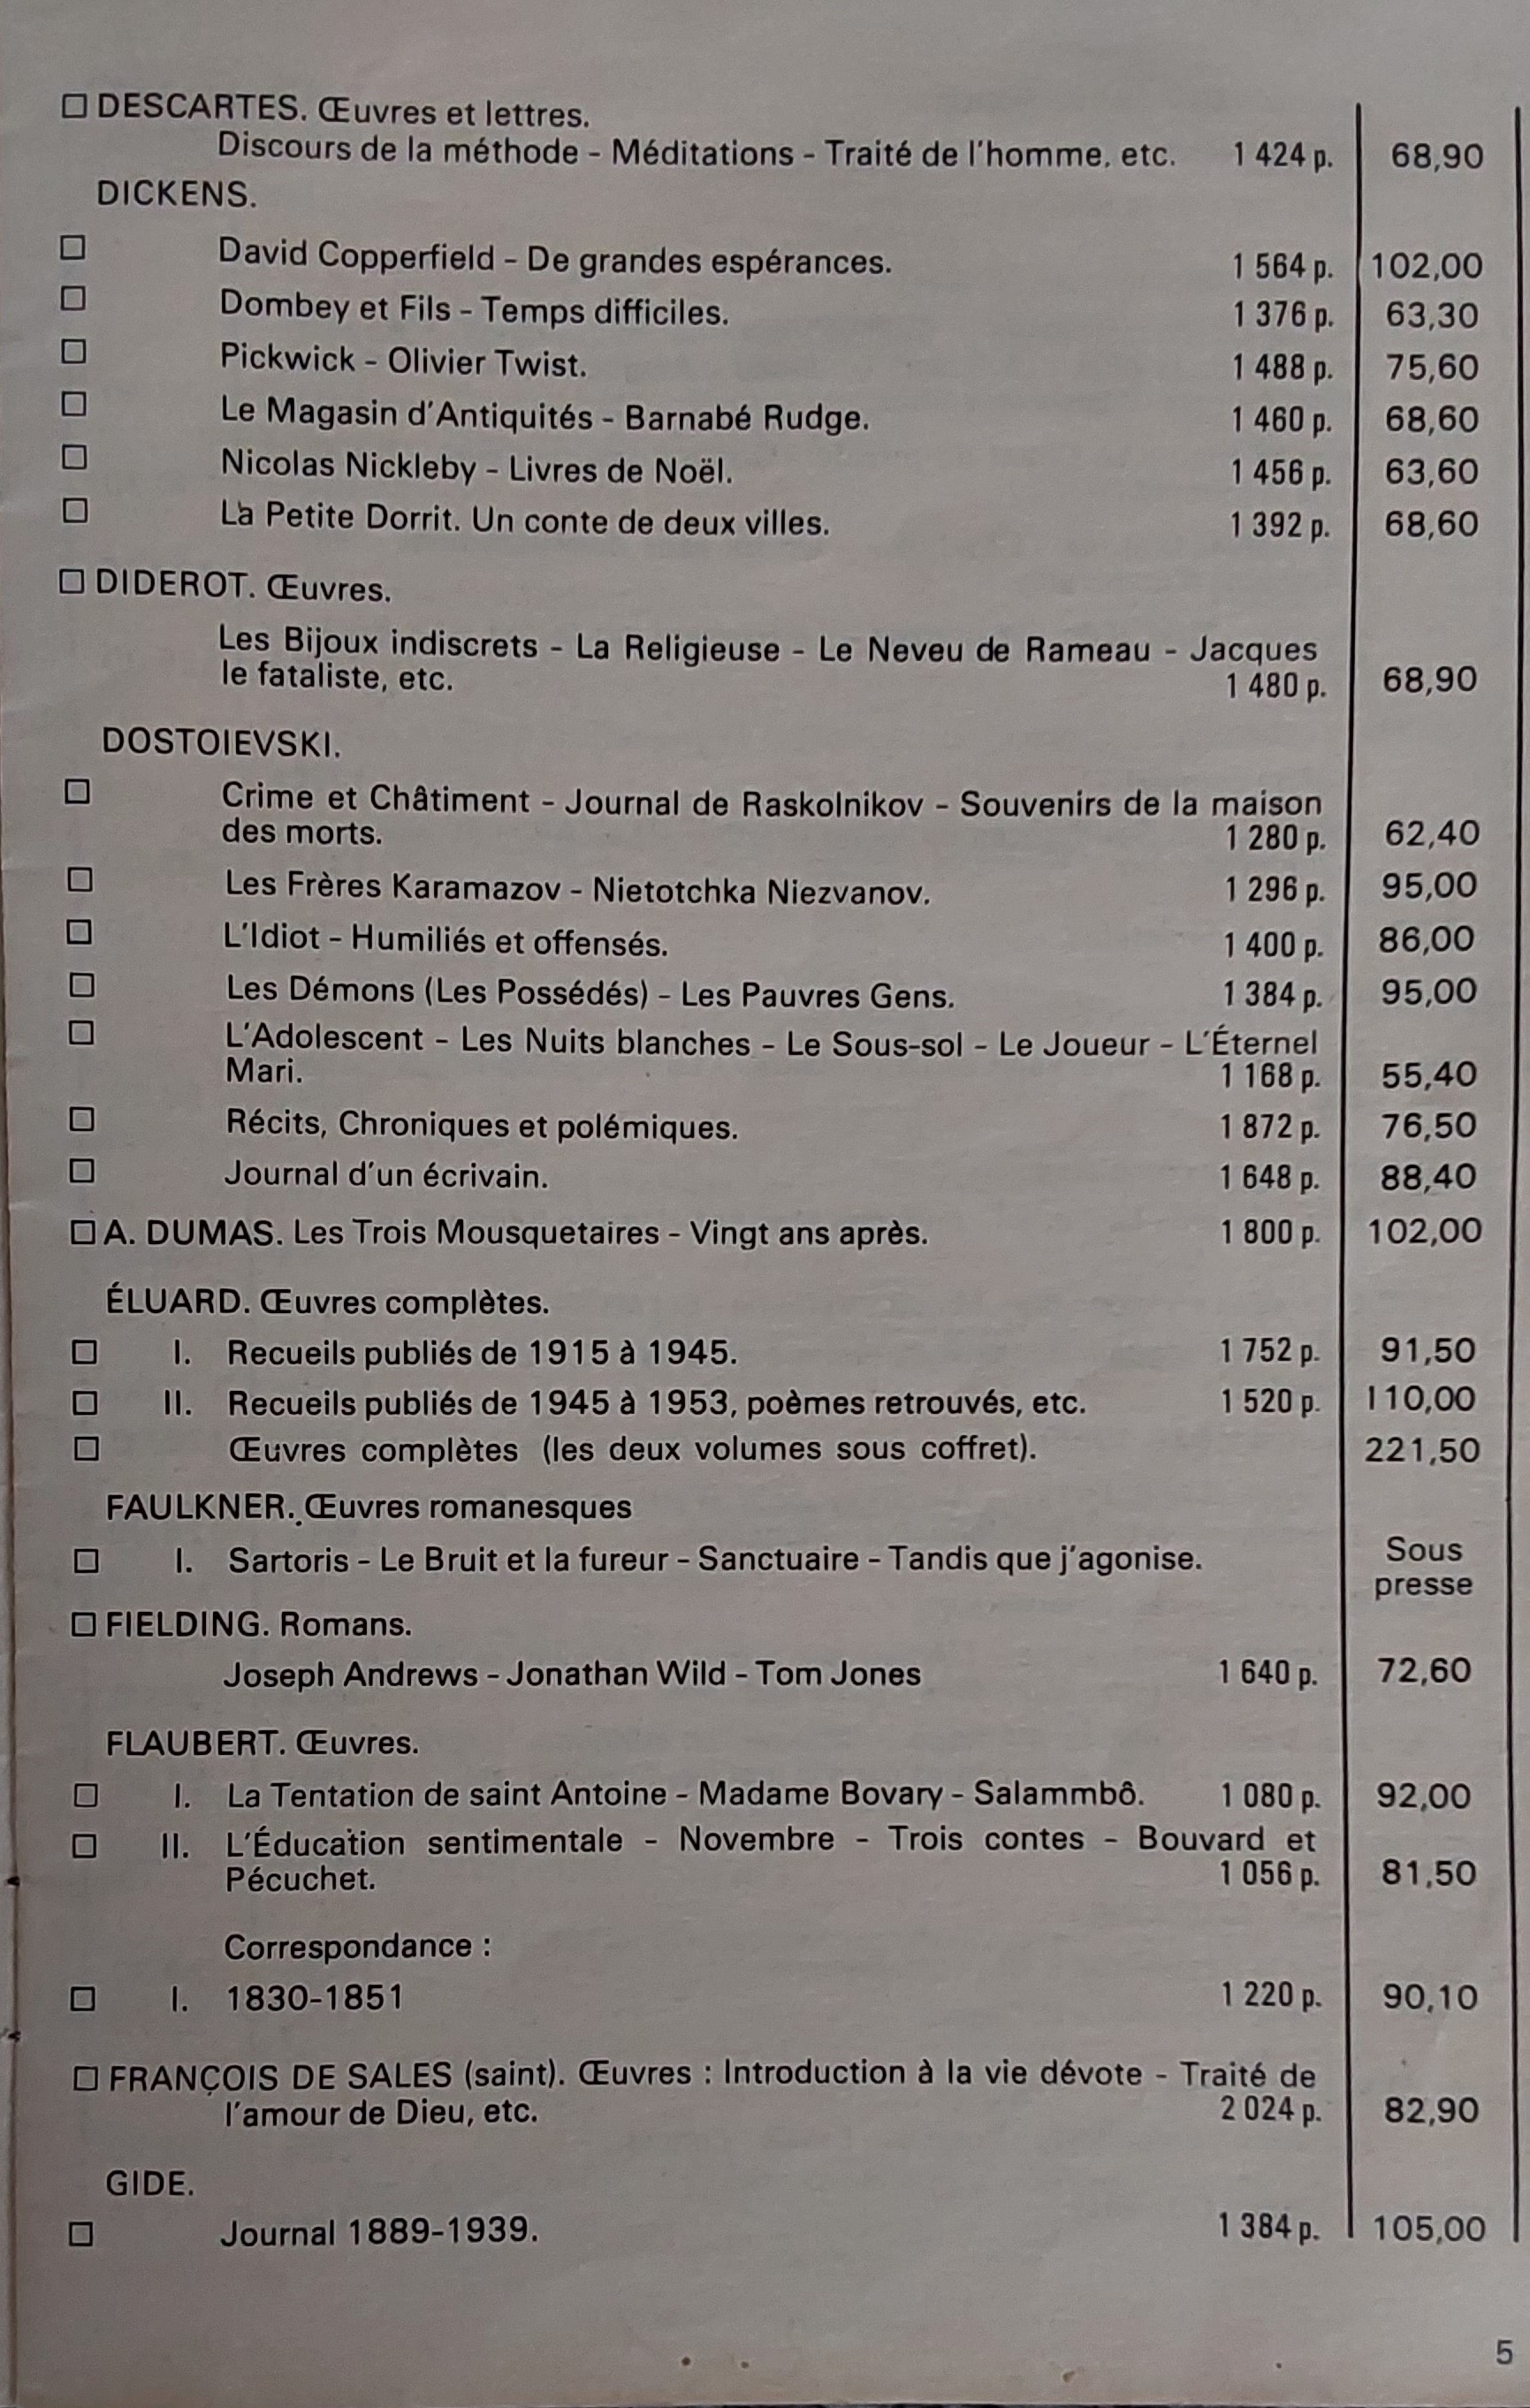 ☐ DESCARTES. Œuvres et lettres.
Discours de la méthode - Méditations - Traité de l'homme, etc. 1 424 p. 68,90
DICKENS.
☐ David Copperfield - De grandes espérances. 1 564 p. 102,00
☐ Dombey et Fils - Temps difficiles. 1 376 p. 63,30
☐ Pickwick - Olivier Twist. 1 488 p. 75,60
☐ Le Magasin d'Antiquités - Barnabé Rudge. 1 460 p. 68,60
☐ Nicolas Nickleby - Livres de Noël. 1 456 p. 63,60
☐ La Petite Dorrit. Un conte de deux villes. 1 392 p. 68,60
☐ DIDEROT. Œuvres.
Les Bijoux indiscrets - La Religieuse - Le Neveu de Rameau - Jacques
le fataliste, etc. 1 480 p. 68,90
DOSTOIEVSKI.
☐ Crime et Châtiment - Journal de Raskolnikov - Souvenirs de la maison
des morts. 1 280 p. 62,40
☐ Les Frères Karamazov - Nietotchka Niezvanov. 1 296 p. 95,00
☐ L'Idiot - Humiliés et offensés. 1 400 p. 86,00
☐ Les Démons (Les Possédés) - Les Pauvres Gens. 1 384 p. 95,00
☐ L'Adolescent - Les Nuits blanches - Le Sous-sol - Le Joueur - L'Éternel
Mari. 1 168 p. 55,40
☐ Récits, Chroniques et polémiques. 1 872 p. 76,50
☐ Journal d'un écrivain. 1 648 p. 88,40
☐ A. DUMAS. Les Trois Mousquetaires - Vingt ans après. 1 800 p. 102,00
ÉLUARD. Œuvres complètes.
☐ I. Recueils publiés de 1915 à 1945. 1 752 p. 91,50
☐ II. Recueils publiés de 1945 à 1953, poèmes retrouvés, etc. 1 520 p. 110,00
☐ Œuvres complètes (les deux volumes sous coffret). 221,50
FAULKNER. Œuvres romanesques
☐ I. Sartoris - Le Bruit et la fureur - Sanctuaire - Tandis que j'agonise. Sous
presse
☐ FIELDING. Romans.
Joseph Andrews - Jonathan Wild - Tom Jones 1 640 p. 72,60
FLAUBERT. Œuvres.
☐ I. La Tentation de saint Antoine - Madame Bovary - Salammbô. 1 080 p. 92,00
☐ II. L'Éducation sentimentale - Novembre - Trois contes - Bouvard et
Pécuchet. 1 056 p. 81,50
Correspondance :
☐ I. 1830-1851 1 220 p. 90,10
☐ FRANÇOIS DE SALES (saint). Œuvres : Introduction à la vie dévote - Traité de
l'amour de Dieu, etc. 2 024 p. 82,90
GIDE.
☐ Journal 1889-1939. 1 384 p. 105,00
5